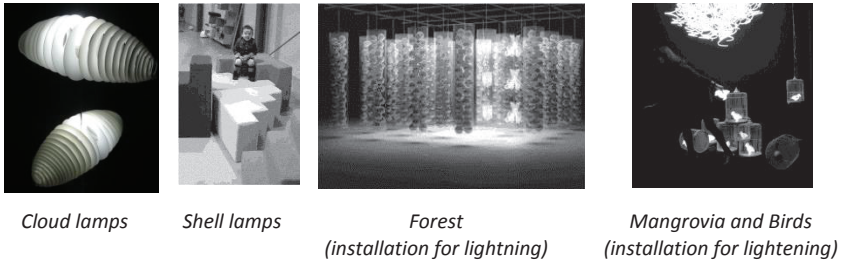 Cloud lamps
Shell lamps
Forest
(installation for lightning)
Mangrovia and Birds
(installation for lightening)